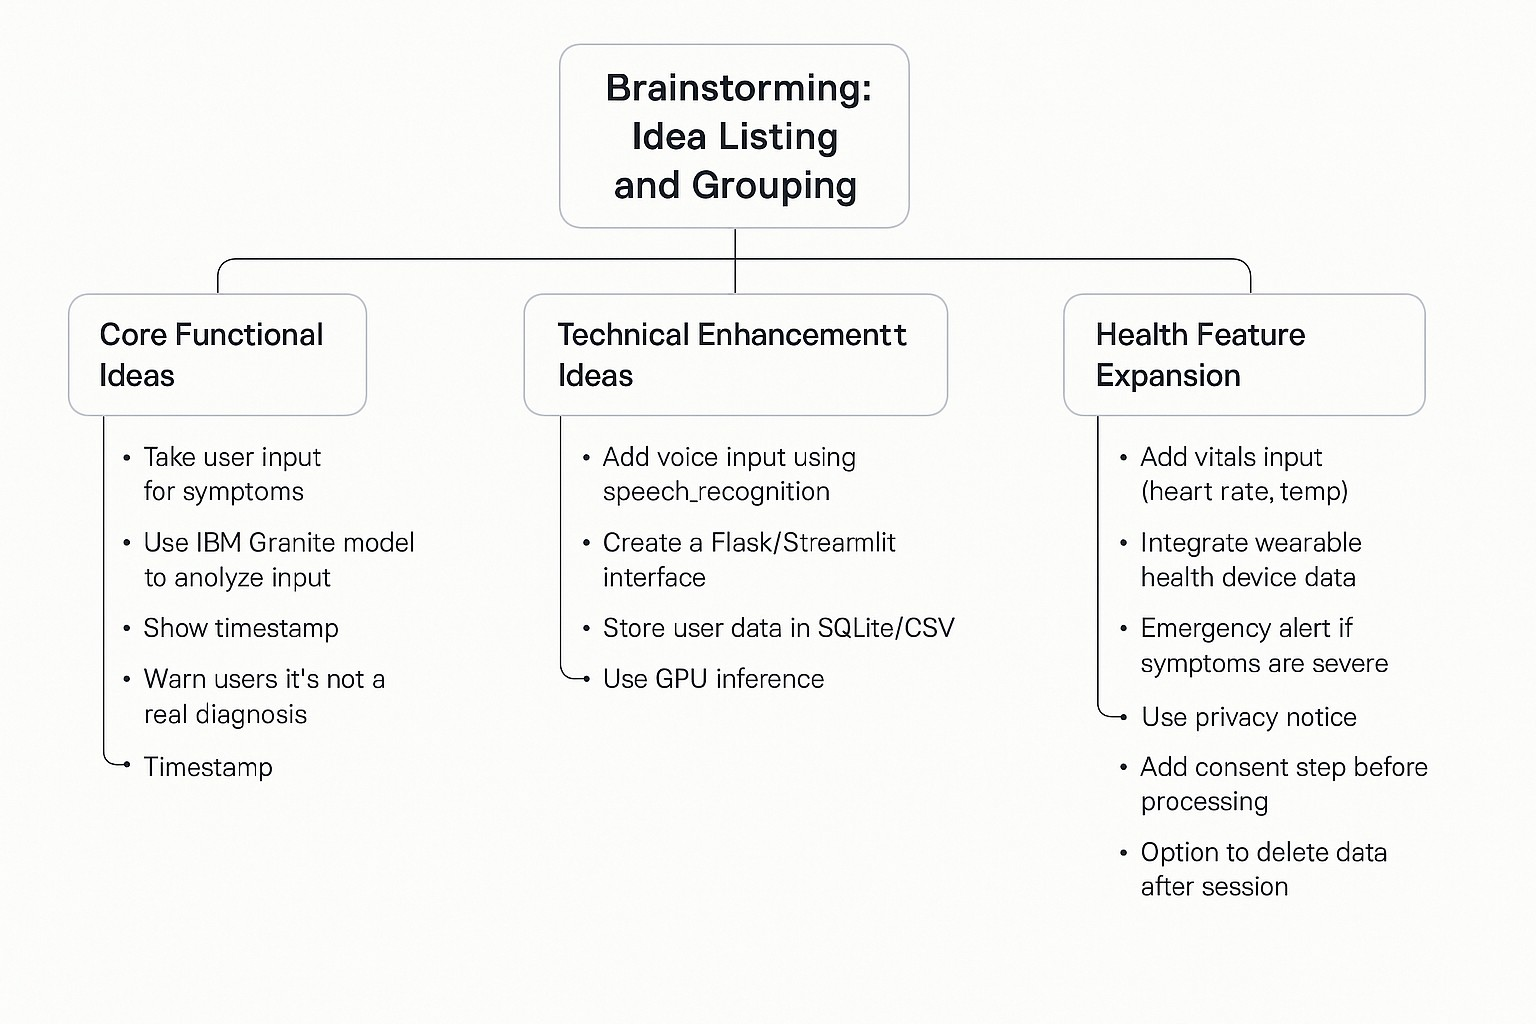 Brainstorming:
Idea Listing
and Grouping
Core Functional
Ideas
• Take user input
for symptoms
• Use IBM Granite model
to anolyze input
• Show timestamp
• Warn users it's not a
real diagnosis
• Timestamp
Technical Enhancementt
Ideas
• Add voice input using
speech_recognition
• Create a Flask/Streamlit
interface
• Store user data in SQLite/CSV
• Use GPU inference
Health Feature
Expansion
• Add vitals input
(heart rate, temp)
• Integrate wearable
health device data
• Emergency alert if
symptoms are severe
• Use privacy notice
• Add consent step before
processing
• Option to delete data
after session